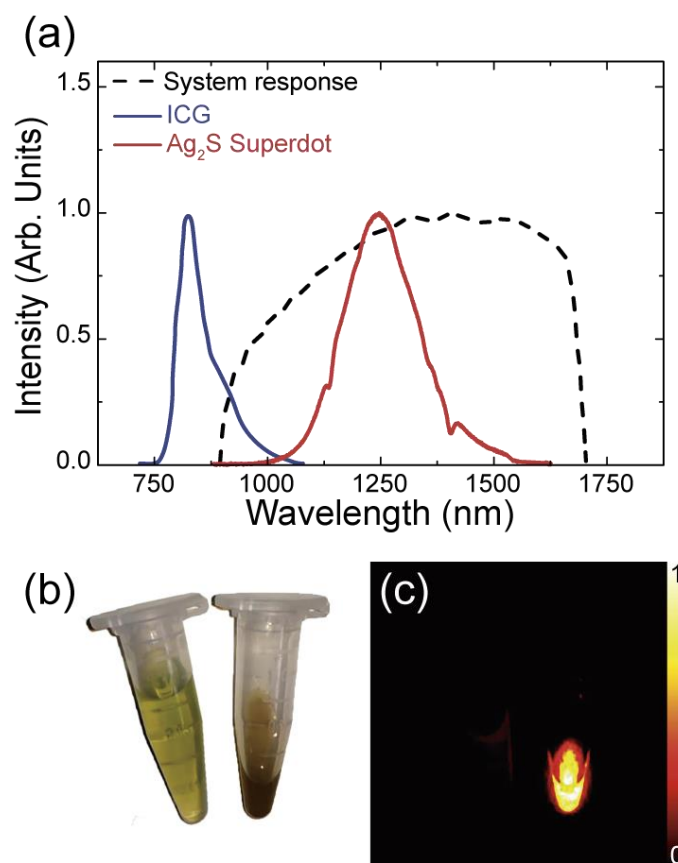 (a)
System response
ICG
Ag₂S Superdot
1.5
1.0
0.5
0.0
Intensity (Arb. Units)
750 1000 1250 1500 1750
Wavelength (nm)
(b)
(c)
1
0